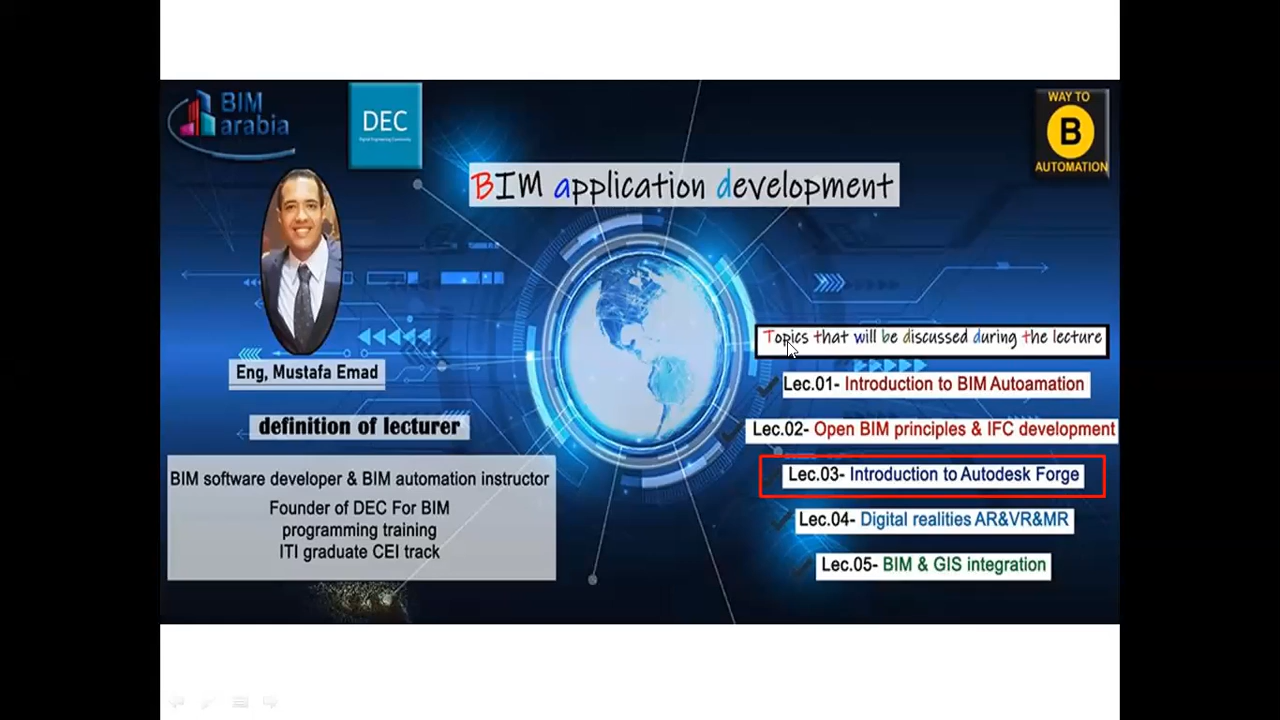 BIM
arabia
DEC
WAY TO
B
AUTOMATION
BIM application development
Eng, Mustafa Emad
definition of lecturer
BIM software developer & BIM automation instructor
Founder of DEC For BIM
programming training
ITI graduate CEI track
Topics that will be discussed during the lecture
Lec.01- Introduction to BIM Autoamation
Lec.02- Open BIM principles & IFC development
Lec.03- Introduction to Autodesk Forge
Lec.04- Digital realities AR&VR&MR
Lec.05- BIM & GIS integration